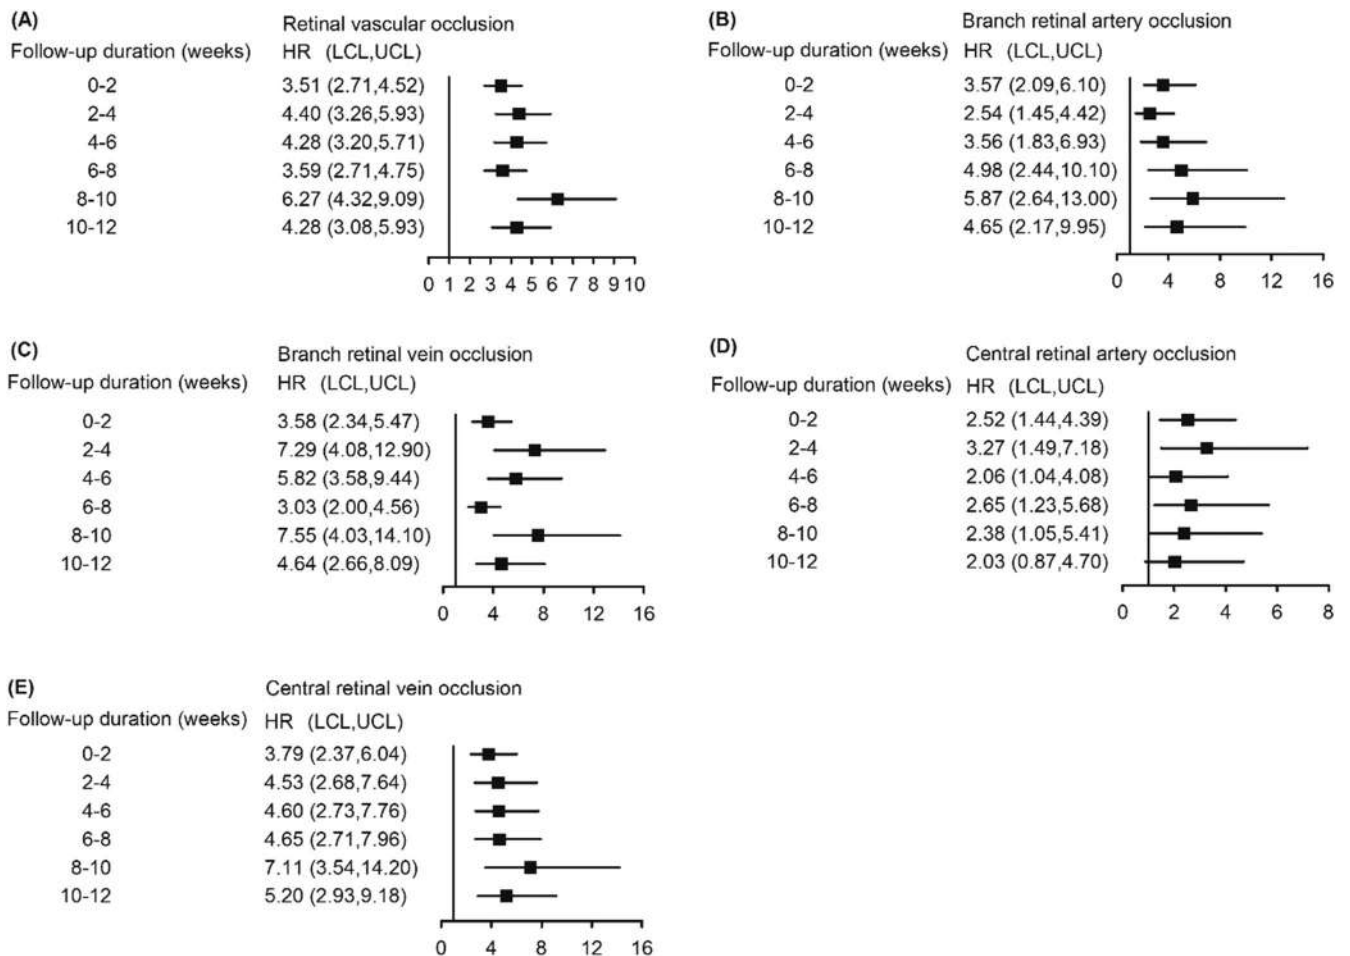 (A)
Retinal vascular occlusion
Follow-up duration (weeks) HR (LCL,UCL)
0-2 3.51 (2.71,4.52)
2-4 4.40 (3.26,5.93)
4-6 4.28 (3.20,5.71)
6-8 3.59 (2.71,4.75)
8-10 6.27 (4.32,9.09)
10-12 4.28 (3.08,5.93)
0 1 2 3 4 5 6 7 8 9 10
(B)
Branch retinal artery occlusion
Follow-up duration (weeks) HR (LCL,UCL)
0-2 3.57 (2.09,6.10)
2-4 2.54 (1.45,4.42)
4-6 3.56 (1.83,6.93)
6-8 4.98 (2.44,10.10)
8-10 5.87 (2.64,13.00)
10-12 4.65 (2.17,9.95)
0 4 8 12 16
(C)
Branch retinal vein occlusion
Follow-up duration (weeks) HR (LCL,UCL)
0-2 3.58 (2.34,5.47)
2-4 7.29 (4.08,12.90)
4-6 5.82 (3.58,9.44)
6-8 3.03 (2.00,4.56)
8-10 7.55 (4.03,14.10)
10-12 4.64 (2.66,8.09)
0 4 8 12 16
(D)
Central retinal artery occlusion
Follow-up duration (weeks) HR (LCL,UCL)
0-2 2.52 (1.44,4.39)
2-4 3.27 (1.49,7.18)
4-6 2.06 (1.04,4.08)
6-8 2.65 (1.23,5.68)
8-10 2.38 (1.05,5.41)
10-12 2.03 (0.87,4.70)
0 2 4 6 8
(E)
Central retinal vein occlusion
Follow-up duration (weeks) HR (LCL,UCL)
0-2 3.79 (2.37,6.04)
2-4 4.53 (2.68,7.64)
4-6 4.60 (2.73,7.76)
6-8 4.65 (2.71,7.96)
8-10 7.11 (3.54,14.20)
10-12 5.20 (2.93,9.18)
0 4 8 12 16